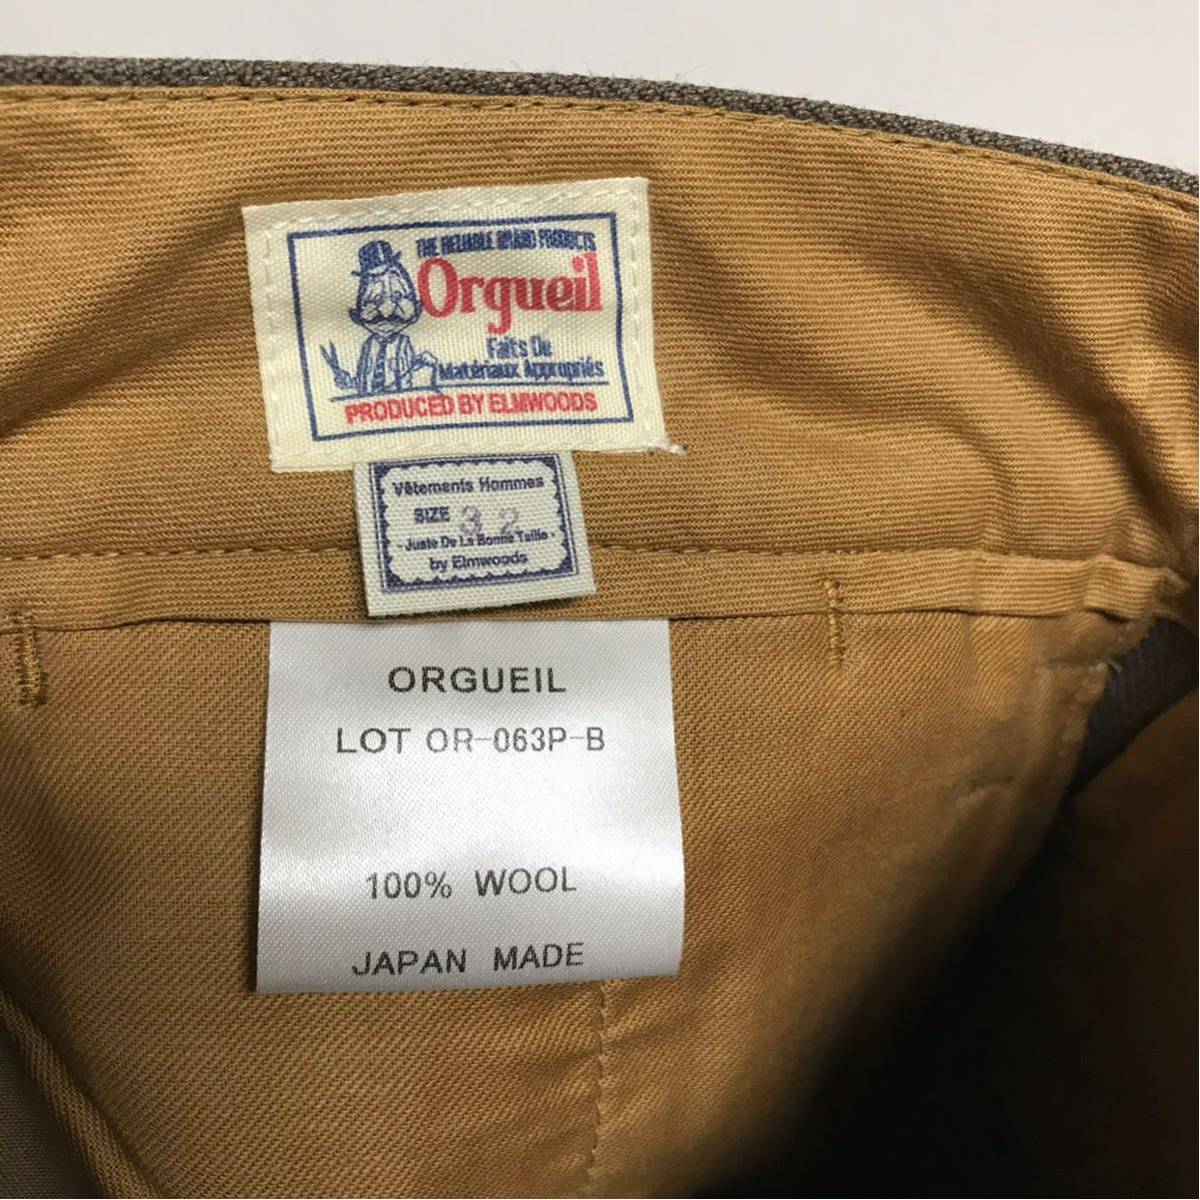 THE RELIABLE BRAND PRODUCTS
Orgueil
Faits De
Matériaux Appropriés
PRODUCED BY ELMWOODS
Vêtements Hommes
SIZE 32
- Juste De La Bonne Taille -
by Elmwoods
ORGUEIL
LOT OR-063P-B
100% WOOL
JAPAN MADE